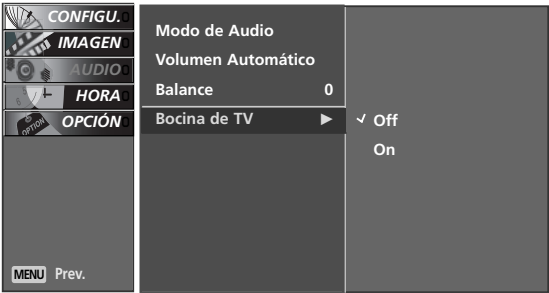 CONFIGU.
IMAGEN
AUDIO
HORA
OPCIÓN
MENU Prev.
Modo de Audio
Volumen Automático
Balance 0
Bocina de TV ▶
✓ Off
On